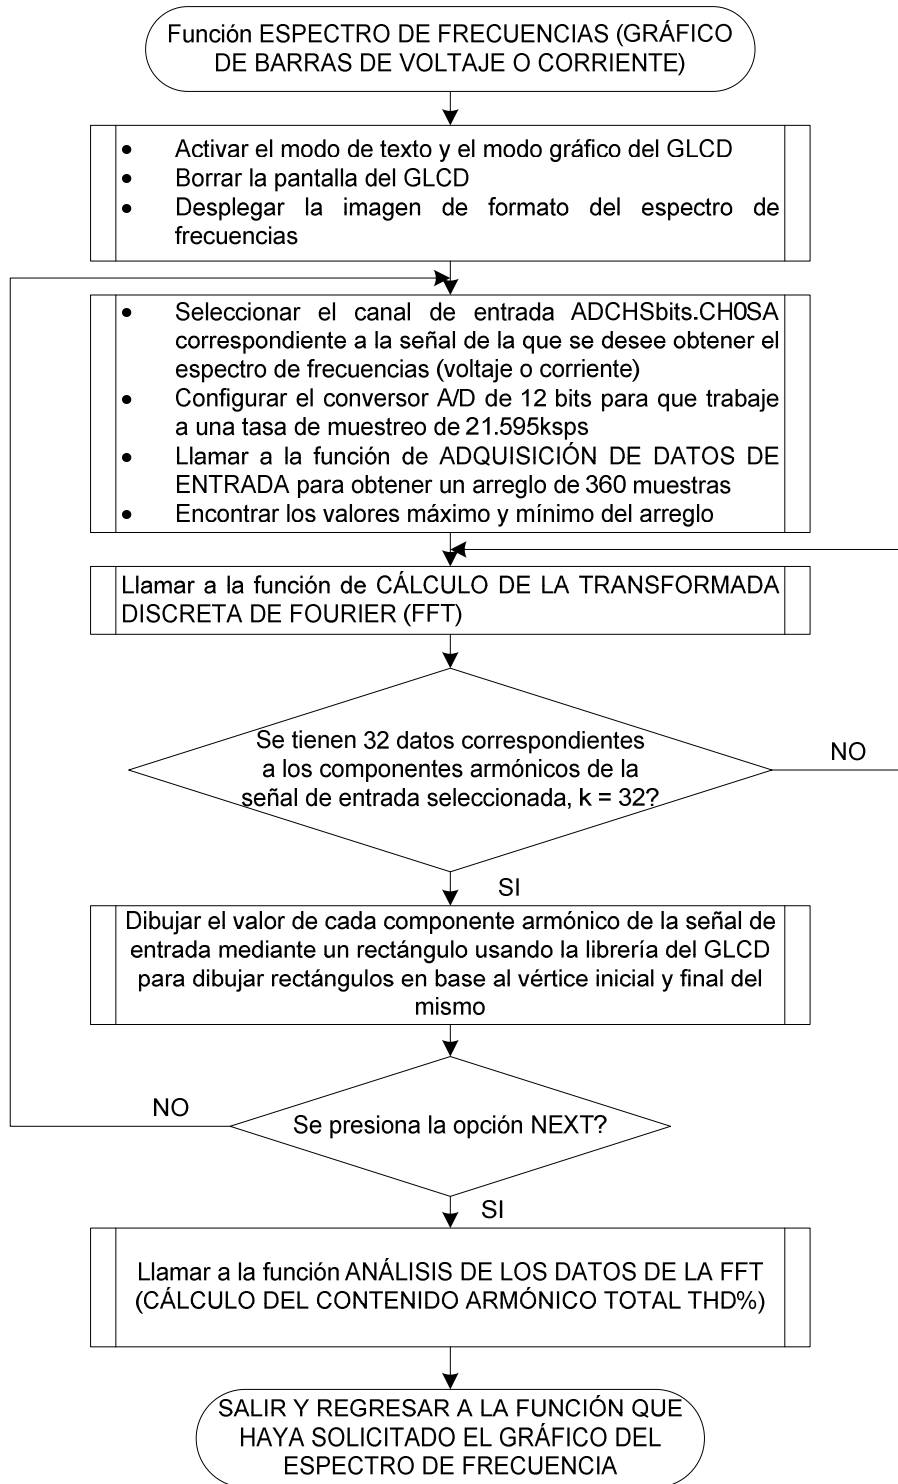 Función ESPECTRO DE FRECUENCIAS (GRÁFICO
DE BARRAS DE VOLTAJE O CORRIENTE)
• Activar el modo de texto y el modo gráfico del GLCD
• Borrar la pantalla del GLCD
• Desplegar la imagen de formato del espectro de
frecuencias
• Seleccionar el canal de entrada ADCHSbits.CH0SA
correspondiente a la señal de la que se desee obtener el
espectro de frecuencias (voltaje o corriente)
• Configurar el conversor A/D de 12 bits para que trabaje
a una tasa de muestreo de 21.595ksps
• Llamar a la función de ADQUISICIÓN DE DATOS DE
ENTRADA para obtener un arreglo de 360 muestras
• Encontrar los valores máximo y mínimo del arreglo
Llamar a la función de CÁLCULO DE LA TRANSFORMADA
DISCRETA DE FOURIER (FFT)
Se tienen 32 datos correspondientes
a los componentes armónicos de la
señal de entrada seleccionada, k = 32?
NO
SI
Dibujar el valor de cada componente armónico de la señal de
entrada mediante un rectángulo usando la librería del GLCD
para dibujar rectángulos en base al vértice inicial y final del
mismo
NO
Se presiona la opción NEXT?
SI
Llamar a la función ANÁLISIS DE LOS DATOS DE LA FFT
(CÁLCULO DEL CONTENIDO ARMÓNICO TOTAL THD%)
SALIR Y REGRESAR A LA FUNCIÓN QUE
HAYA SOLICITADO EL GRÁFICO DEL
ESPECTRO DE FRECUENCIA